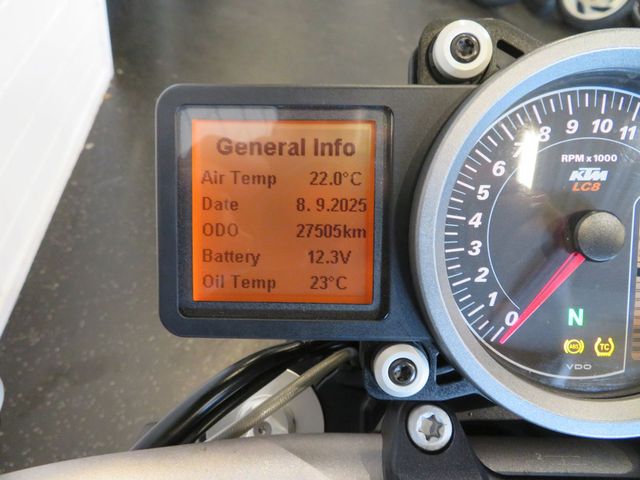 General Info
Air Temp 22.0°C
Date 8. 9.2025
ODO 27505km
Battery 12.3V
Oil Temp 23°C
7 8 9 10 11
6
5
4
3
2
1
0
RPM x 1000
KTM
LC8
N
ABS TC
VDO